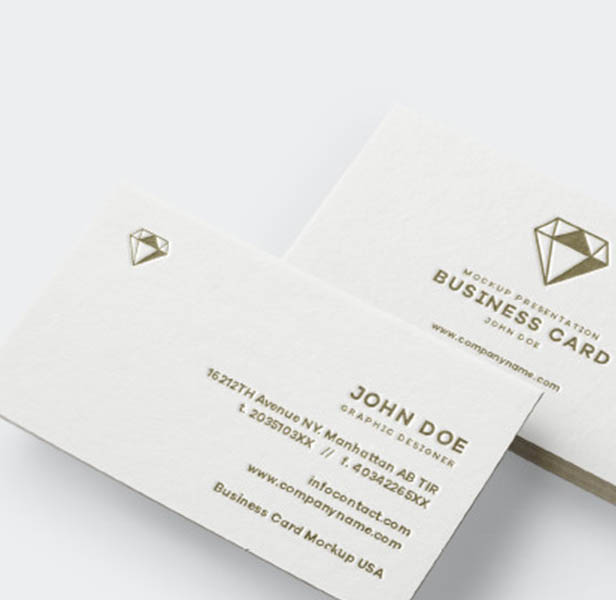 MOCKUP PRESENTATION
BUSINESS CARD
JOHN DOE
www.companyname.com
JOHN DOE
GRAPHIC DESIGNER
16212TH Avenue NY. Manhattan AB TIR
t. 2035103XX // f. 40342265XX
infocontact.com
www.companyname.com
Business Card Mockup USA